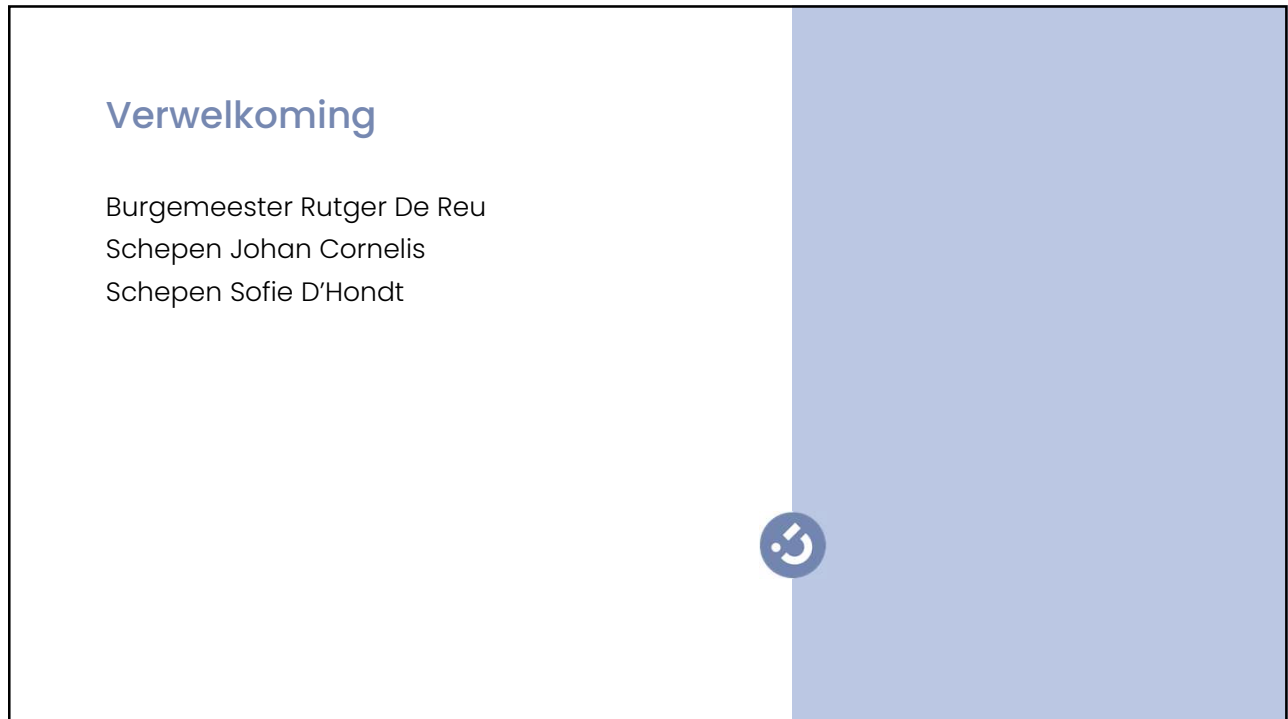 Verwelkoming
Burgemeester Rutger De Reu
Schepen Johan Cornelis
Schepen Sofie D’Hondt